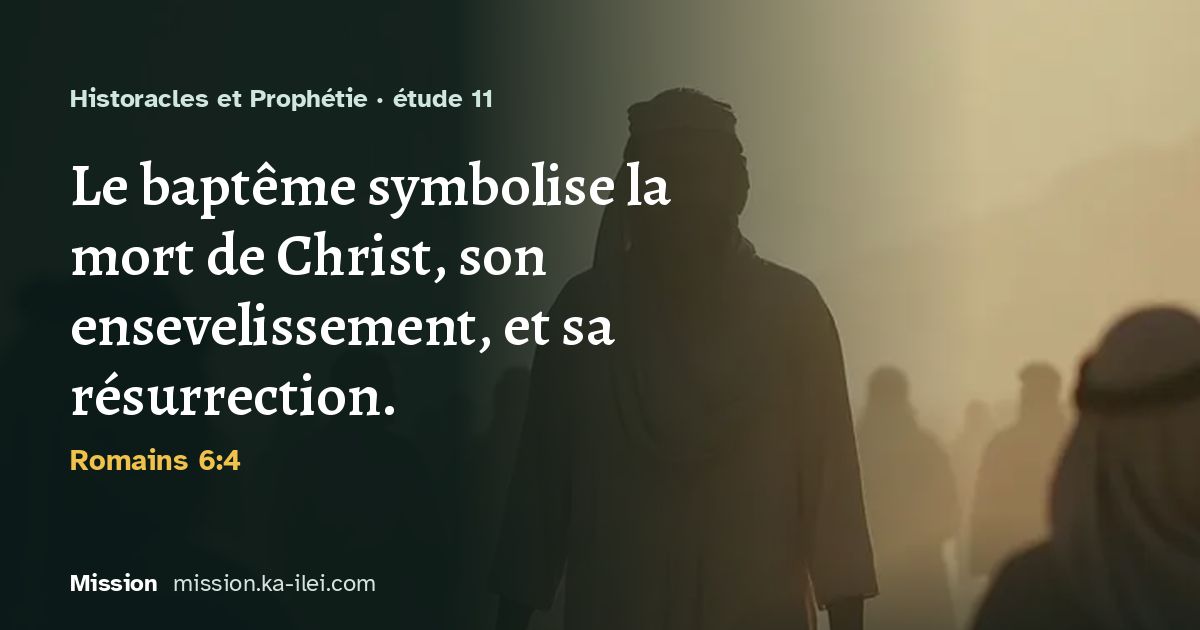 Historacles et Prophétie · étude 11
Le baptême symbolise la
mort de Christ, son
ensevelissement, et sa
résurrection.
Romains 6:4
Mission mission.ka-ilei.com